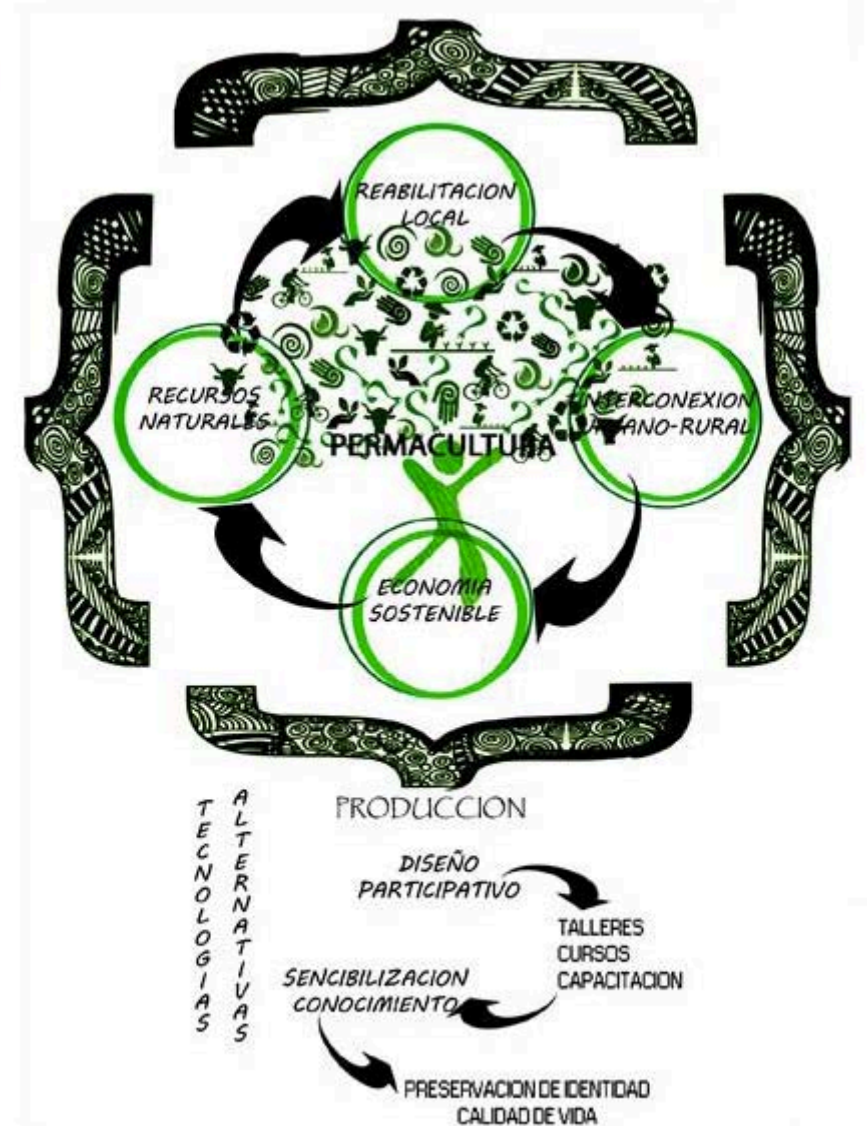 REABILITACION
LOCAL
RECURSOS
NATURALES
INTERCONEXION
-RURAL
PERMACULTURA
ECONOMIA
SOSTENIBLE
PRODUCCION
TECNOLOGIAS
ALTERNATIVAS
DISEÑO
PARTICIPATIVO
TALLERES
CURSOS
CAPACITACION
SENCIBILIZACION
CONOCIMIENTO
PRESERVACION DE IDENTIDAD
CALIDAD DE VIDA